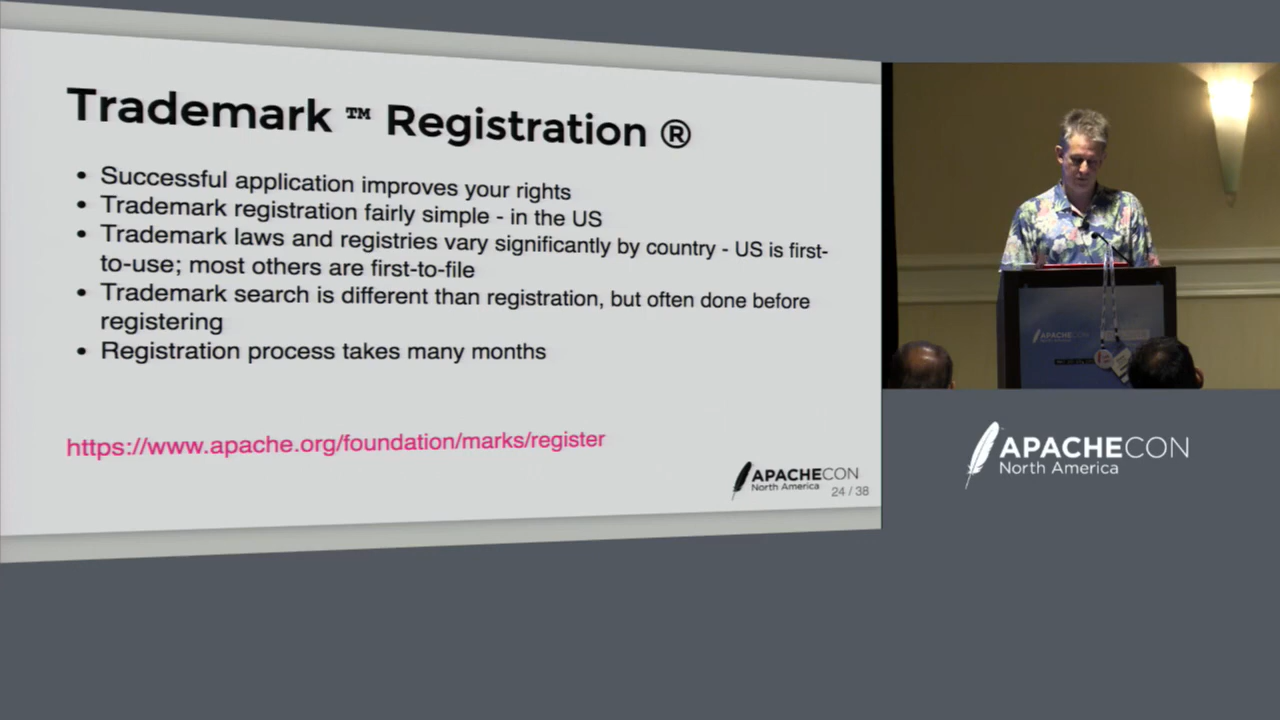 Trademark ™ Registration ®
• Successful application improves your rights
• Trademark registration fairly simple - in the US
• Trademark laws and registries vary significantly by country - US is first-
to-use; most others are first-to-file
• Trademark search is different than registration, but often done before
registering
• Registration process takes many months
https://www.apache.org/foundation/marks/register
APACHECON
North America
24 / 38
APACHECON
North America
APACHECON
North America